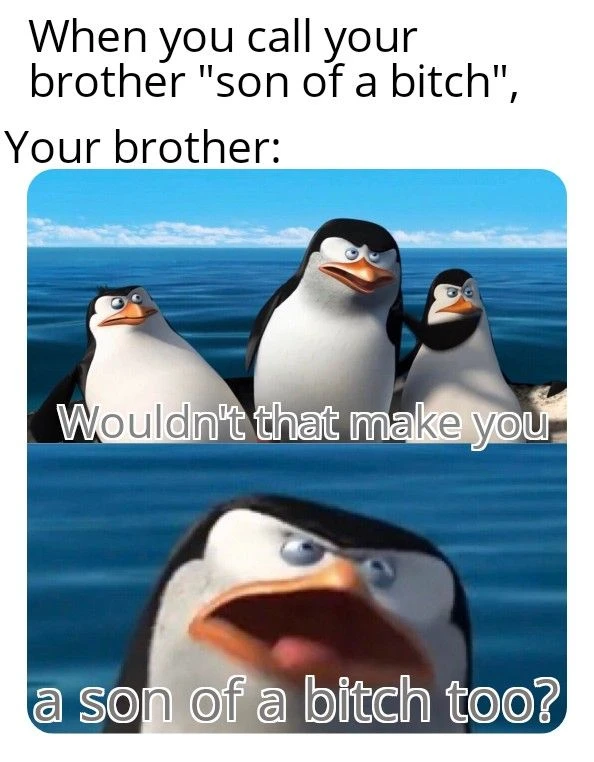 When you call your
brother "son of a bitch",
Your brother:
Wouldn't that make you
a son of a bitch too?